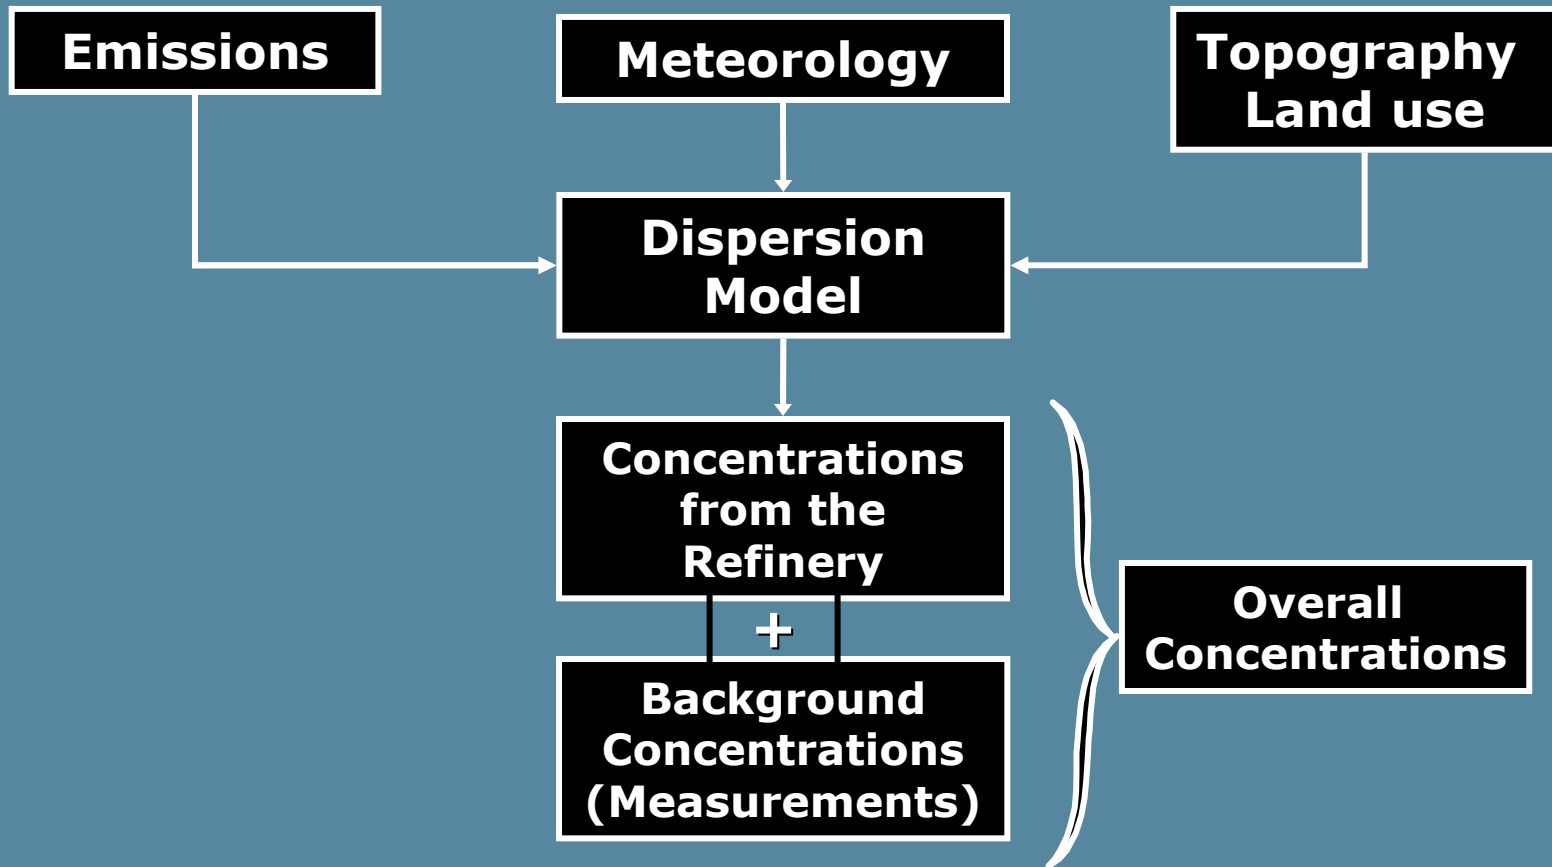 Emissions
Meteorology
Topography
Land use
Dispersion
Model
Concentrations
from the
Refinery
+
Background
Concentrations
(Measurements)
Overall
Concentrations